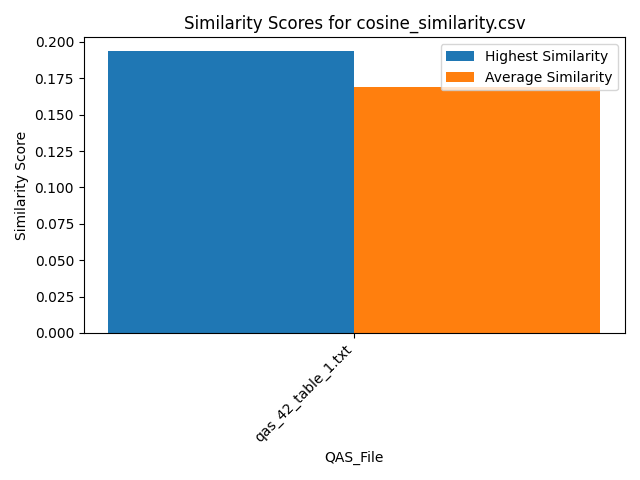 Similarity Scores for cosine_similarity.csv
Highest Similarity
Average Similarity
Similarity Score
0.200
0.175
0.150
0.125
0.100
0.075
0.050
0.025
0.000
qas_42_table_1.txt
QAS_File